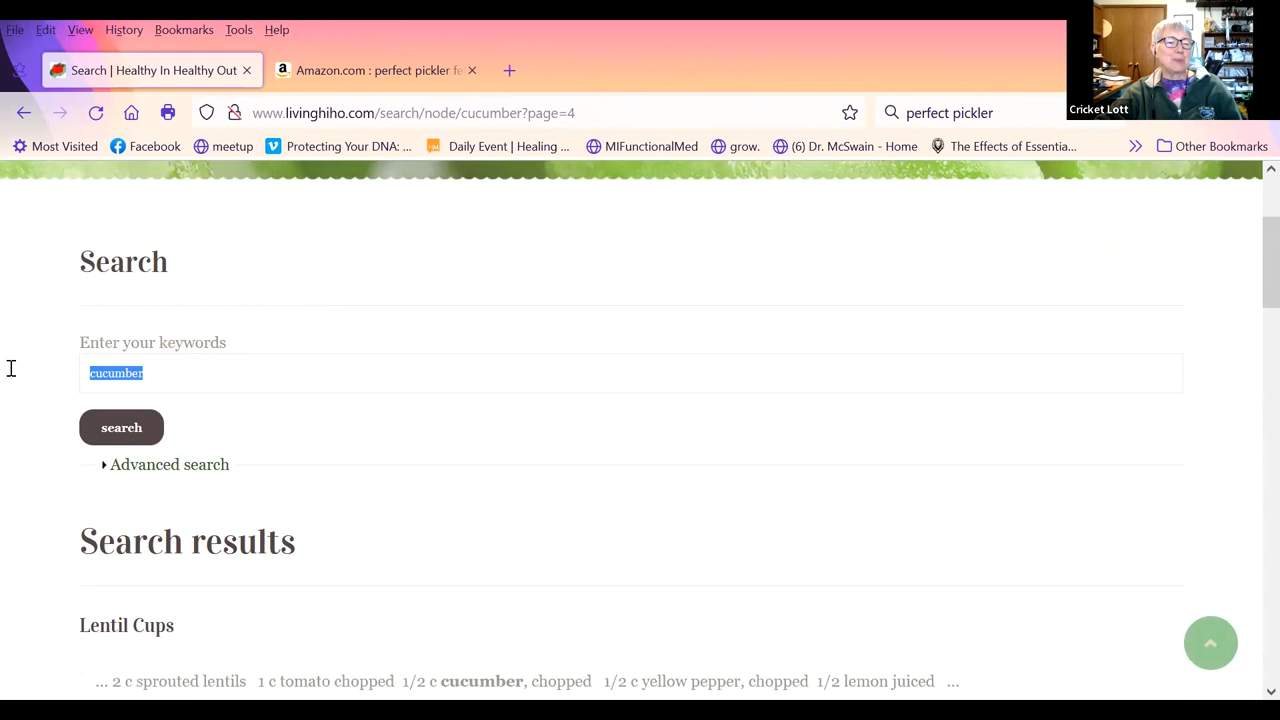 File Edit View History Bookmarks Tools Help
Search | Healthy In Healthy Out
Amazon.com : perfect pickler fe
www.livinghiho.com/search/node/cucumber?page=4
perfect pickler
Cricket Lott
Most Visited Facebook meetup Protecting Your DNA: ... Daily Event | Healing ... MIFunctionalMed grow. (6) Dr. McSwain - Home The Effects of Essentia... Other Bookmarks
Search
Enter your keywords
cucumber
search
Advanced search
Search results
Lentil Cups
... 2 c sprouted lentils 1 c tomato chopped 1/2 c cucumber, chopped 1/2 c yellow pepper, chopped 1/2 lemon juiced ...